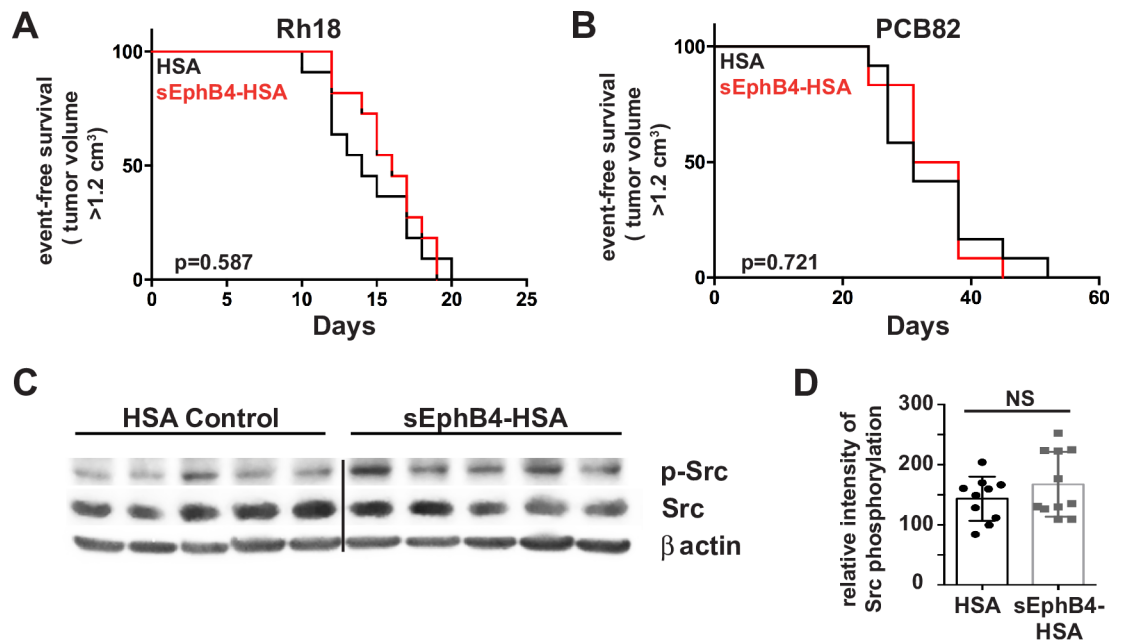 A
Rh18
100
HSA
sEphB4-HSA
50
p=0.587
0
event-free survival
( tumor volume
>1.2 cm³)
0 5 10 15 20 25
Days
B
PCB82
100
HSA
sEphB4-HSA
50
p=0.721
0
event-free survival
( tumor volume
>1.2 cm³)
0 20 40 60
Days
C
HSA Control sEphB4-HSA
p-Src
Src
β actin
D
NS
300
200
100
0
relative intensity of
Src phosphorylation
HSA sEphB4-
HSA